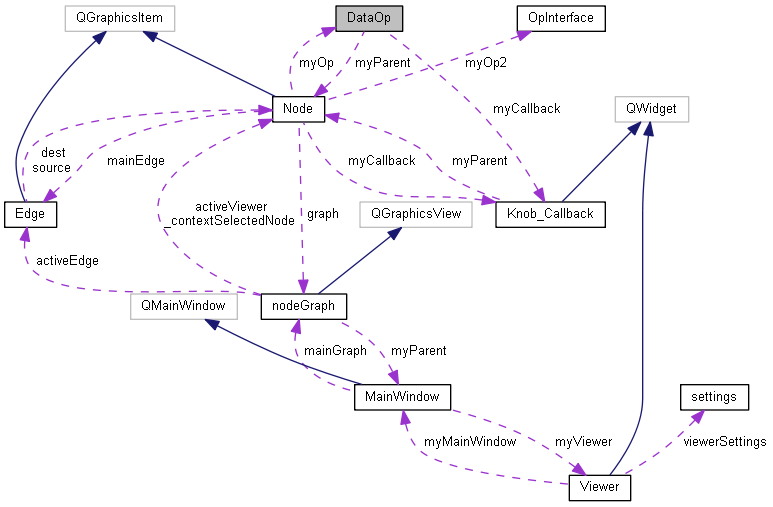 QGraphicsItem
DataOp
OpInterface
myOp
myParent
myOp2
Node
myCallback
QWidget
dest
source
mainEdge
myCallback
myParent
Edge
activeViewer
_contextSelectedNode
graph
QGraphicsView
Knob_Callback
activeEdge
QMainWindow
nodeGraph
mainGraph
myParent
MainWindow
settings
myMainWindow
myViewer
viewerSettings
Viewer